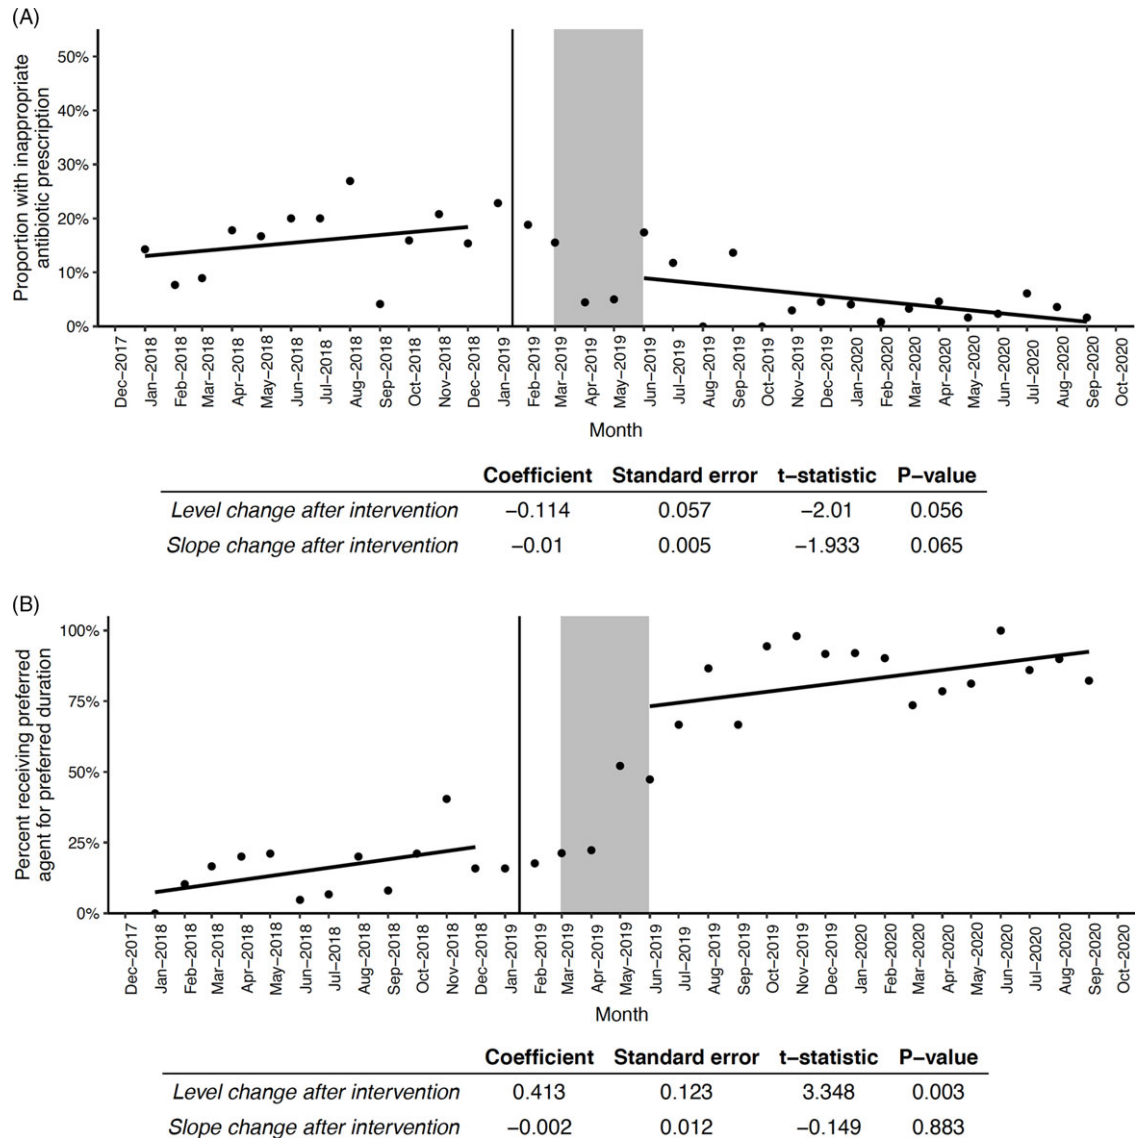 (A)
Proportion with inappropriate
antibiotic prescription
50%
40%
30%
20%
10%
0%
Dec−2017
Jan−2018
Feb−2018
Mar−2018
Apr−2018
May−2018
Jun−2018
Jul−2018
Aug−2018
Sep−2018
Oct−2018
Nov−2018
Dec−2018
Jan−2019
Feb−2019
Mar−2019
Apr−2019
May−2019
Jun−2019
Jul−2019
Aug−2019
Sep−2019
Oct−2019
Nov−2019
Dec−2019
Jan−2020
Feb−2020
Mar−2020
Apr−2020
May−2020
Jun−2020
Jul−2020
Aug−2020
Sep−2020
Oct−2020
Month
Coefficient Standard error t−statistic P−value
Level change after intervention −0.114 0.057 −2.01 0.056
Slope change after intervention −0.01 0.005 −1.933 0.065
(B)
Percent receiving preferred
agent for preferred duration
100%
75%
50%
25%
0%
Dec−2017
Jan−2018
Feb−2018
Mar−2018
Apr−2018
May−2018
Jun−2018
Jul−2018
Aug−2018
Sep−2018
Oct−2018
Nov−2018
Dec−2018
Jan−2019
Feb−2019
Mar−2019
Apr−2019
May−2019
Jun−2019
Jul−2019
Aug−2019
Sep−2019
Oct−2019
Nov−2019
Dec−2019
Jan−2020
Feb−2020
Mar−2020
Apr−2020
May−2020
Jun−2020
Jul−2020
Aug−2020
Sep−2020
Oct−2020
Month
Coefficient Standard error t−statistic P−value
Level change after intervention 0.413 0.123 3.348 0.003
Slope change after intervention −0.002 0.012 −0.149 0.883